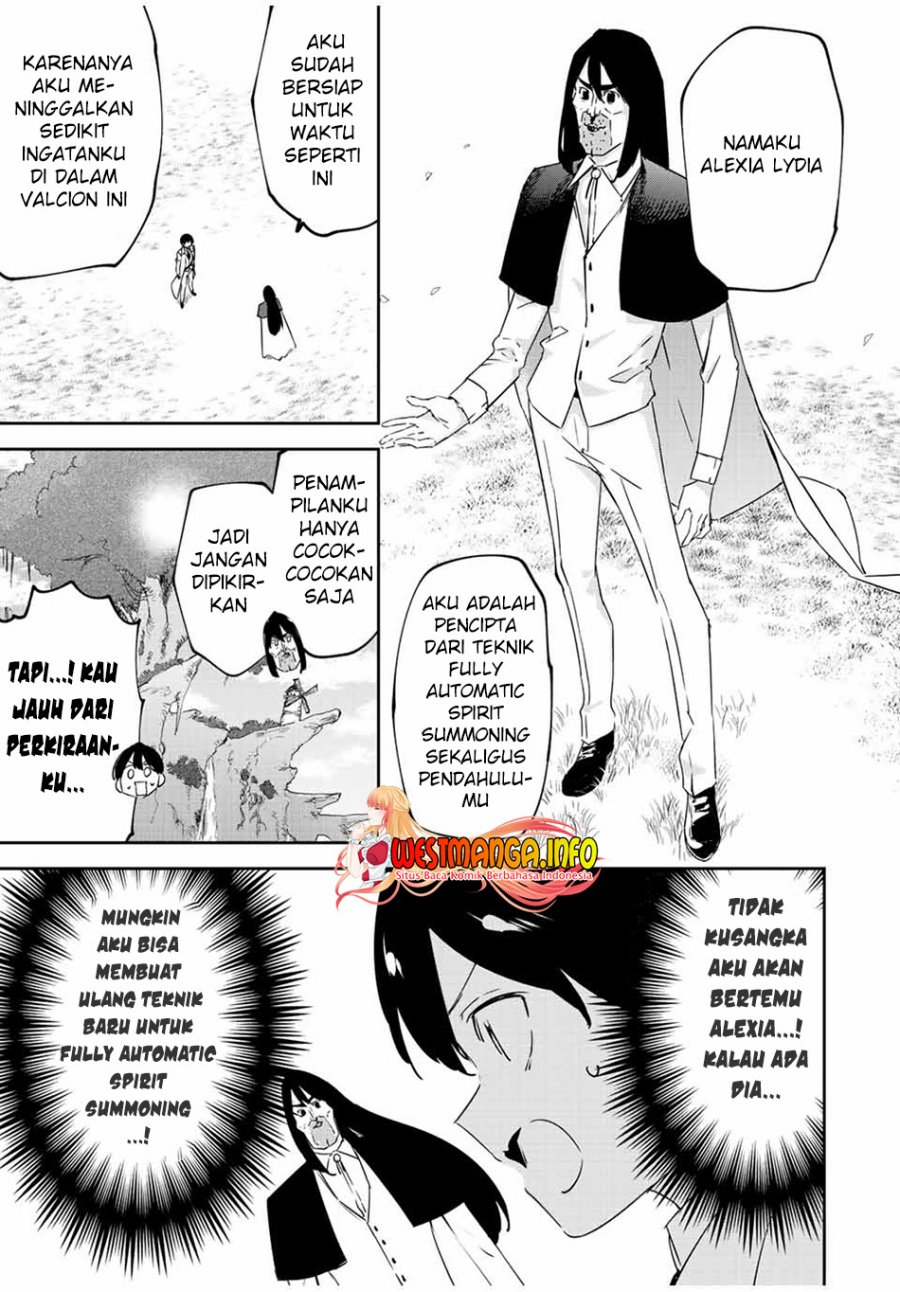 NAMAKU
ALEXIA LYDIA
AKU ADALAH
PENCIPTA
DARI TEKNIK
FULLY
AUTOMATIC
SPIRIT
SUMMONING
SEKALIGUS
PENDAHULU-
MU
AKU
SUDAH
BERSIAP
UNTUK
WAKTU
SEPERTI
INI
KARENANYA
AKU ME-
NINGGALKAN
SEDIKIT
INGATANKU
DI DALAM
VALCION INI
PENAM-
PILANKU
HANYA
COCOK-
COCOKAN
SAJA
JADI
JANGAN
DIPIKIR-
KAN
TAPI...! KAU
JAUH DARI
PERKIRAAN-
KU...
WESTMANGA.INFO
Situs Baca Komik Berbahasa Indonesia
TIDAK
KUSANGKA
AKU AKAN
BERTEMU
ALEXIA...!
KALAU ADA
DIA...
MUNGKIN
AKU BISA
MEMBUAT
ULANG TEKNIK
BARU UNTUK
FULLY AUTOMATIC
SPIRIT
SUMMONING
...!